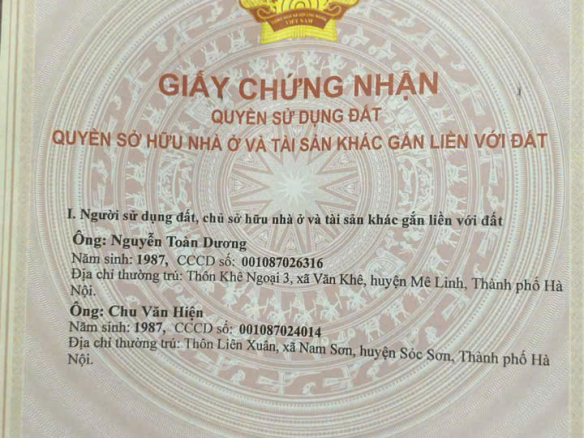 VIỆT NAM
GIẤY CHỨNG NHẬN
QUYỀN SỬ DỤNG ĐẤT
QUYỀN SỞ HỮU NHÀ Ở VÀ TÀI SẢN KHÁC GẮN LIỀN VỚI ĐẤT
I. Người sử dụng đất, chủ sở hữu nhà ở và tài sản khác gắn liền với đất
Ông: Nguyễn Toàn Dương
Năm sinh: 1987, CCCD số: 001087026316
Địa chỉ thường trú: Thôn Khê Ngoại 3, xã Văn Khê, huyện Mê Linh, Thành phố Hà
Nội.
Ông: Chu Văn Hiện
Năm sinh: 1987, CCCD số: 001087024014
Địa chỉ thường trú: Thôn Liên Xuân, xã Nam Sơn, huyện Sóc Sơn, Thành phố Hà
Nội.